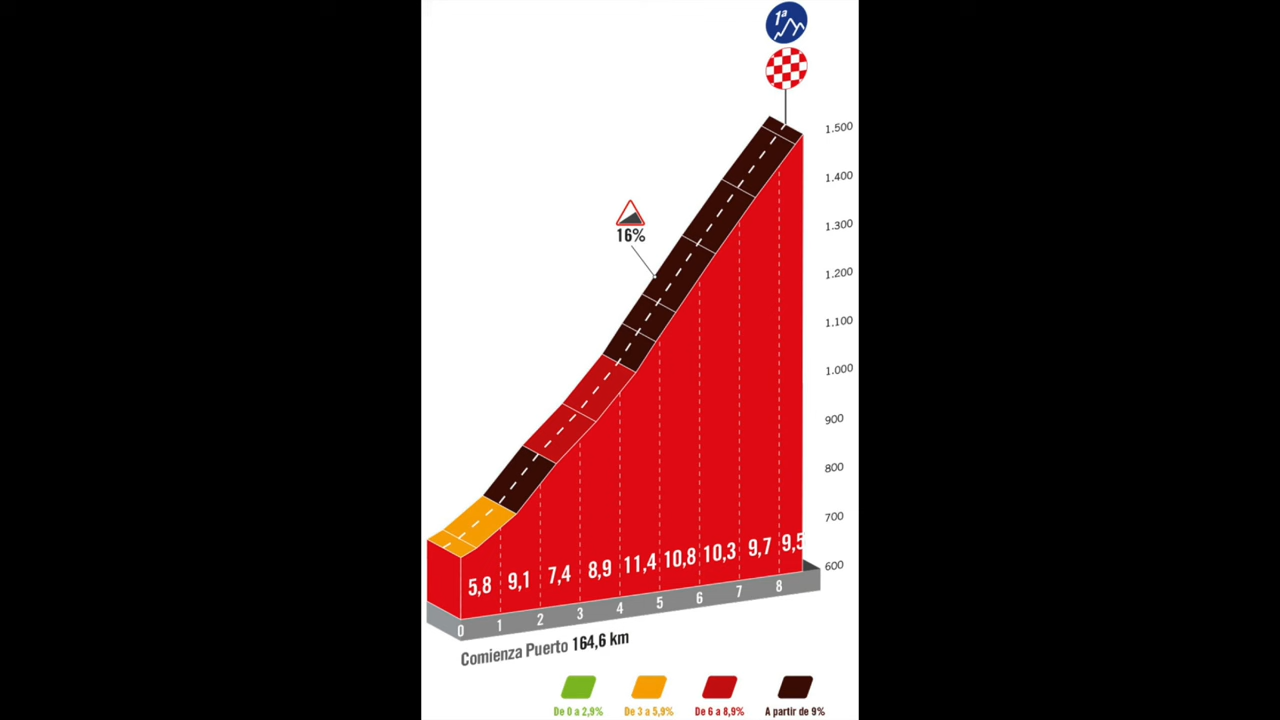 1ª
16%
1.500
1.400
1.300
1.200
1.100
1.000
900
800
700
600
5,8 9,1 7,4 8,9 11,4 10,8 10,3 9,7 9,5
0 1 2 3 4 5 6 7 8
Comienza Puerto 164,6 km
De 0 a 2,9% De 3 a 5,9% De 6 a 8,9% A partir de 9%